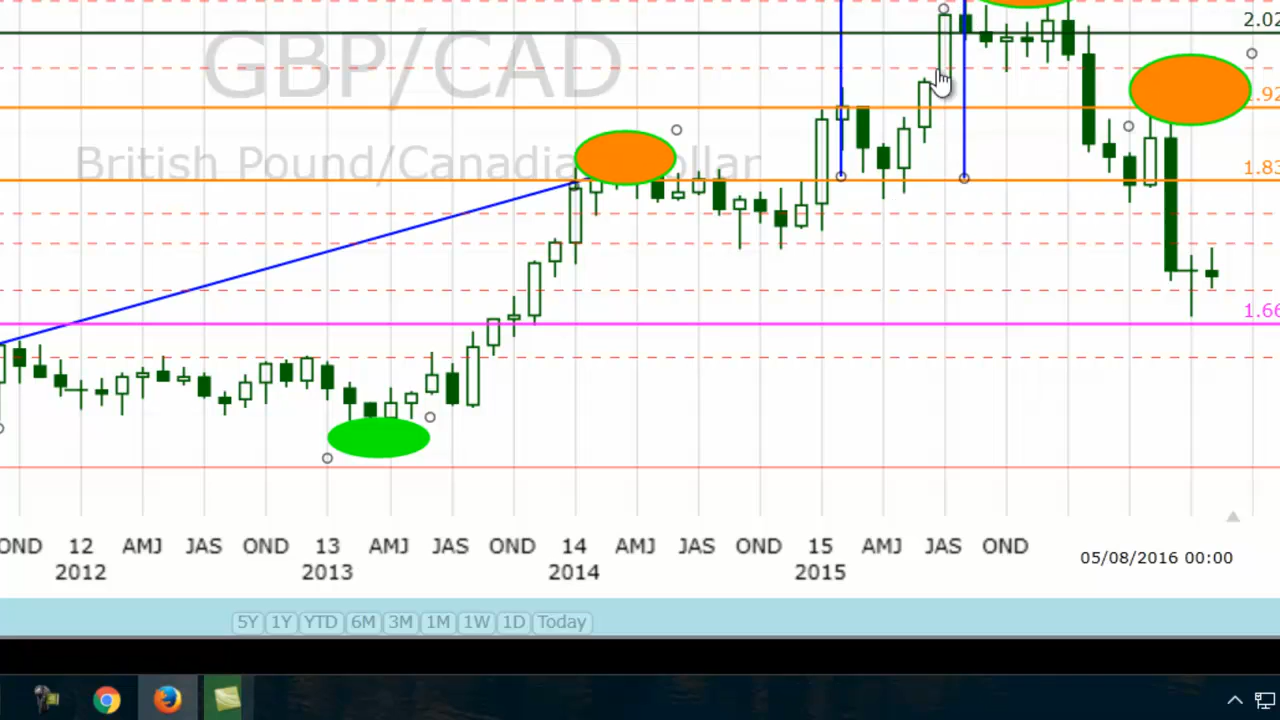 2.02
GBP/CAD
1.92
British Pound/Canadian Dollar
1.83
1.66
OND 12 AMJ JAS OND 13 AMJ JAS OND 14 AMJ JAS OND 15 AMJ JAS OND
2012 2013 2014 2015
05/08/2016 00:00
5Y 1Y YTD 6M 3M 1M 1W 1D Today